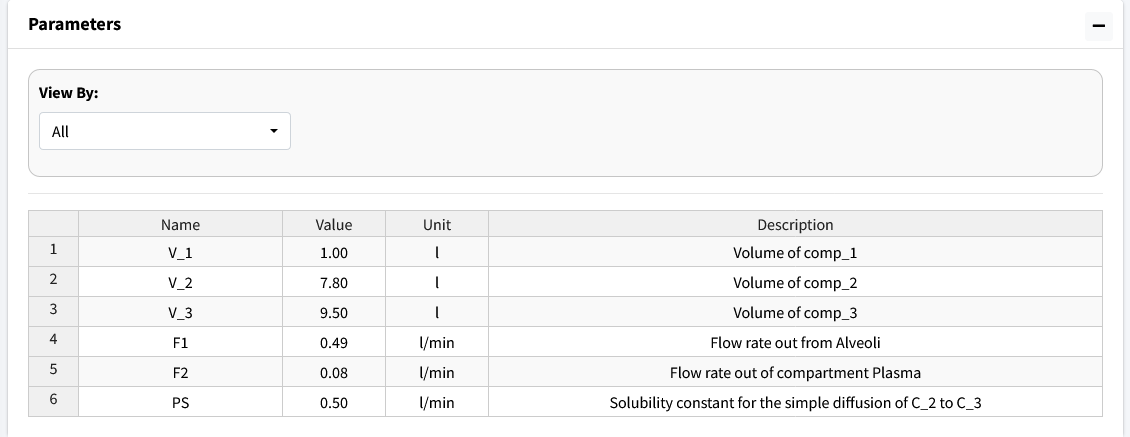 Parameters
View By:
All
Name Value Unit Description
1 V_1 1.00 l Volume of comp_1
2 V_2 7.80 l Volume of comp_2
3 V_3 9.50 l Volume of comp_3
4 F1 0.49 l/min Flow rate out from Alveoli
5 F2 0.08 l/min Flow rate out of compartment Plasma
6 PS 0.50 l/min Solubility constant for the simple diffusion of C_2 to C_3